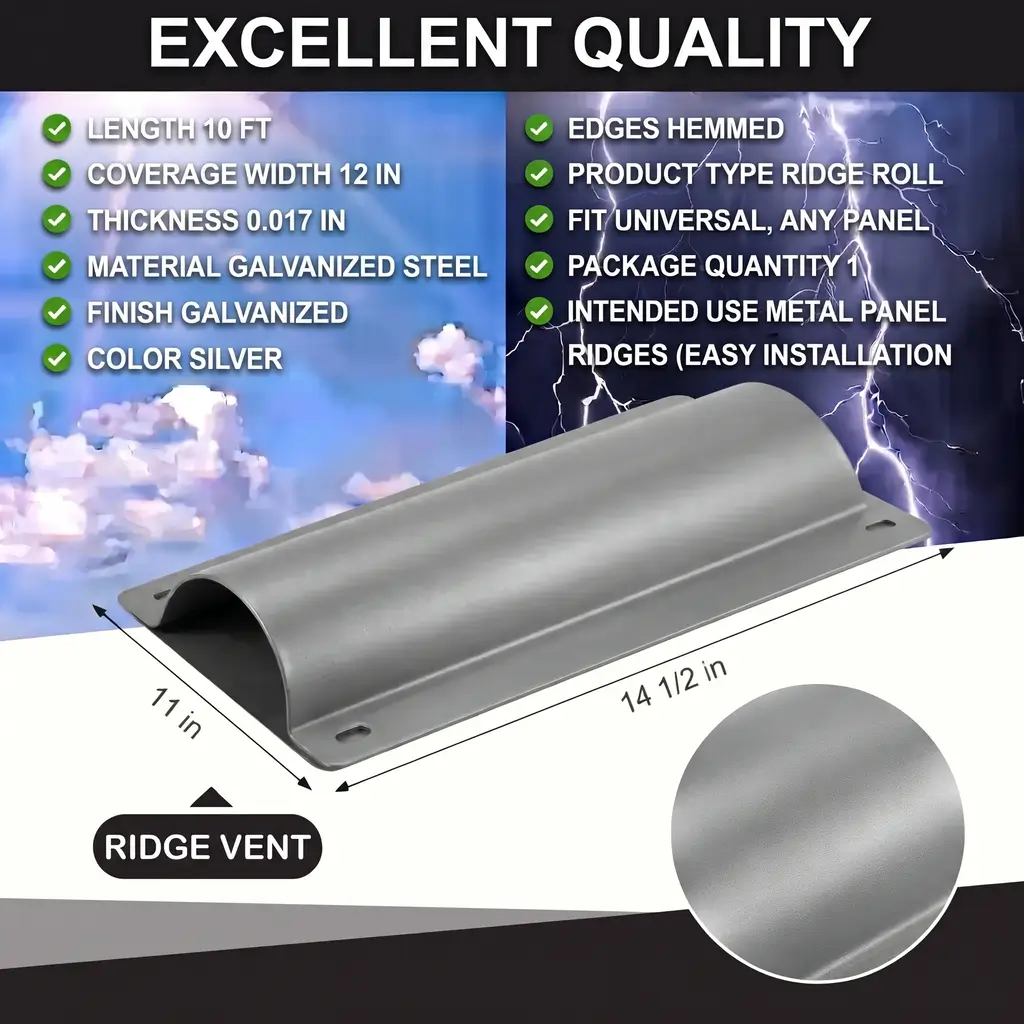 EXCELLENT QUALITY
LENGTH 10 FT
COVERAGE WIDTH 12 IN
THICKNESS 0.017 IN
MATERIAL GALVANIZED STEEL
FINISH GALVANIZED
COLOR SILVER
EDGES HEMMED
PRODUCT TYPE RIDGE ROLL
FIT UNIVERSAL, ANY PANEL
PACKAGE QUANTITY 1
INTENDED USE METAL PANEL
RIDGES (EASY INSTALLATION
11 in
14 1/2 in
RIDGE VENT